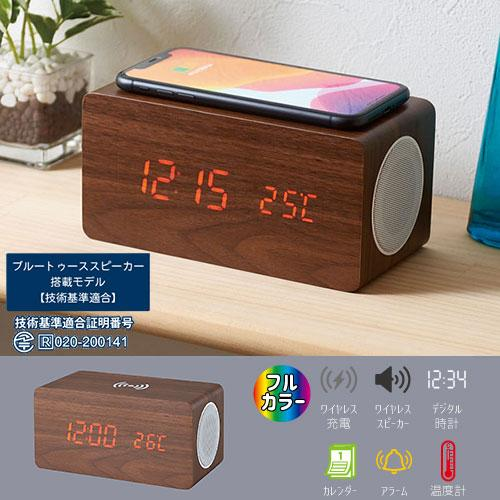 12:15 25℃
ブルートゥーススピーカー
搭載モデル
【技術基準適合】
技術基準適合証明番号
R 020-200141
12:00 26℃
フル
カラー
ワイヤレス
充電
ワイヤレス
スピーカー
12:34
デジタル
時計
1
カレンダー
アラーム
温度計